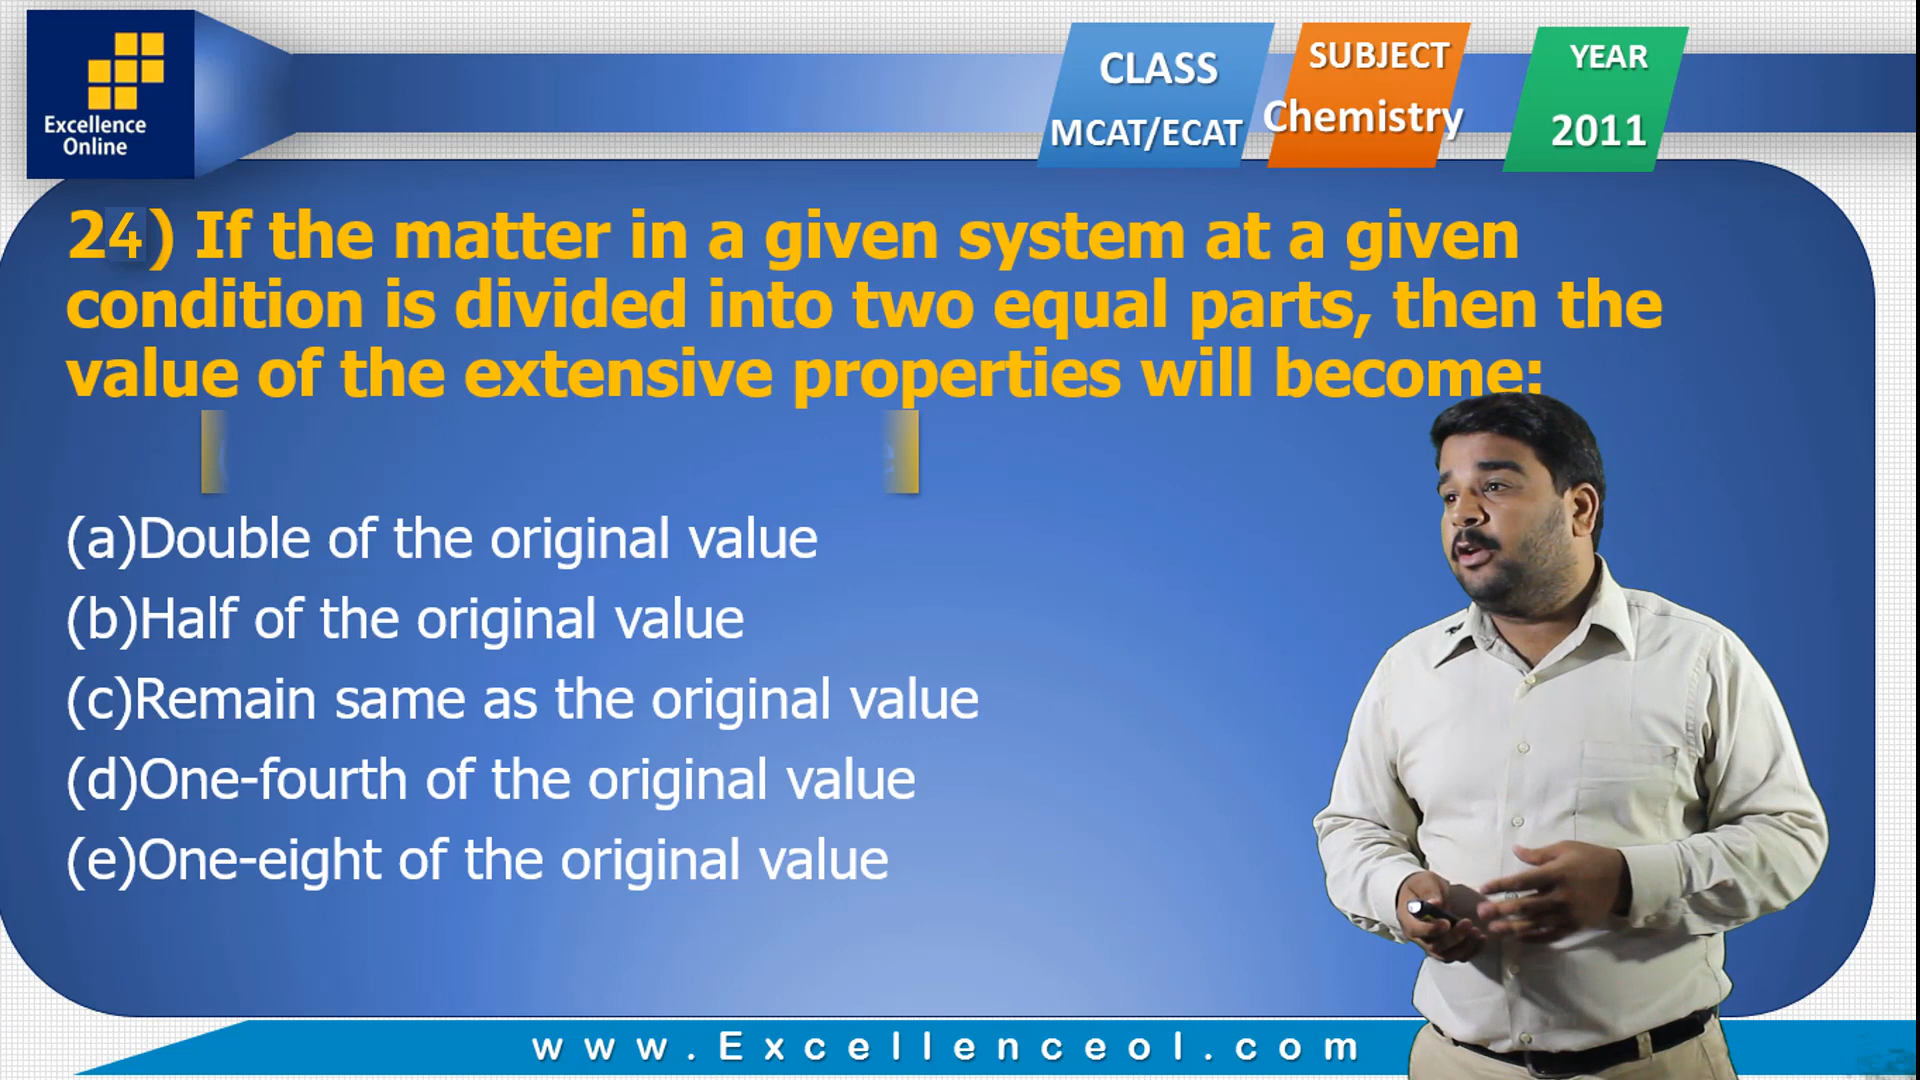 Excellence
Online
CLASS
MCAT/ECAT
SUBJECT
Chemistry
YEAR
2011
24) If the matter in a given system at a given
condition is divided into two equal parts, then the
value of the extensive properties will become:
(a)Double of the original value
(b)Half of the original value
(c)Remain same as the original value
(d)One-fourth of the original value
(e)One-eight of the original value
www.Excellenceol.com